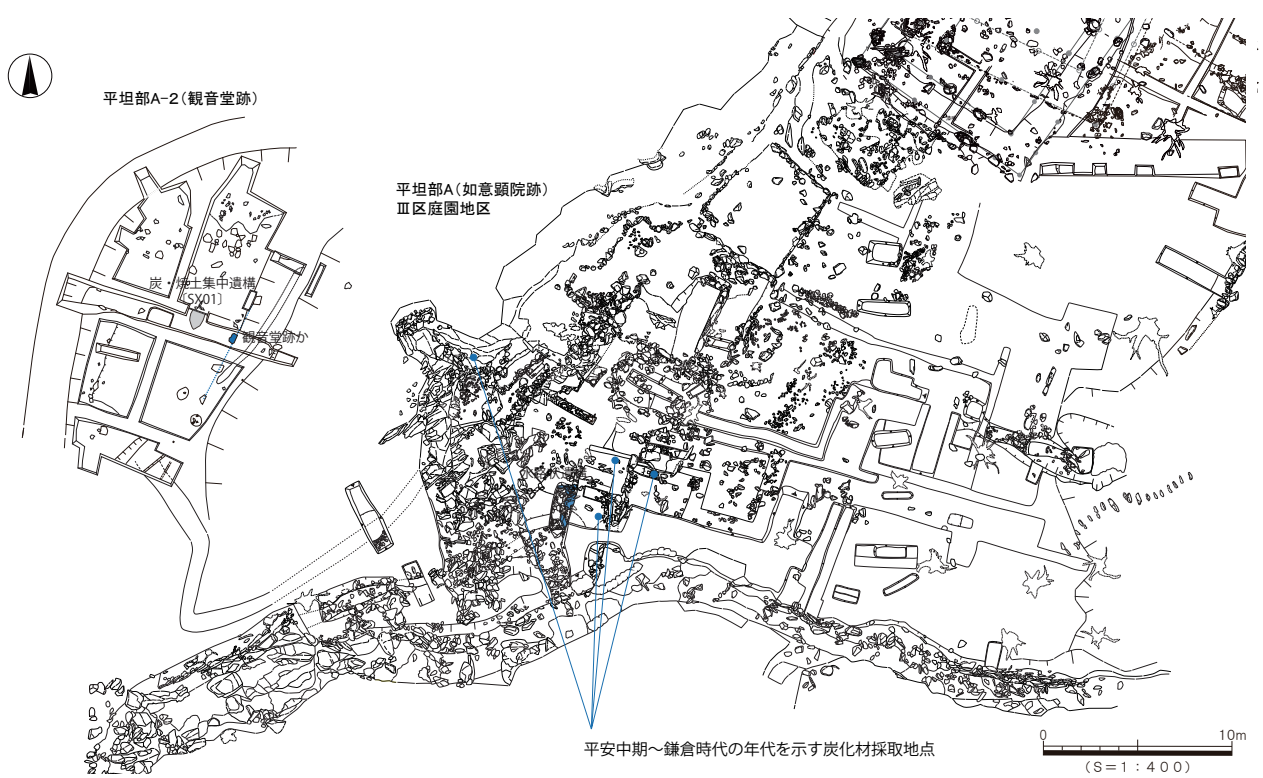 平坦部A-2（観音堂跡）
平坦部A（如意顕院跡）
Ⅲ区庭園地区
炭・焼土集中遺構
［SX01］
観音堂跡か
平安中期～鎌倉時代の年代を示す炭化材採取地点
0 10m
（S＝1：400）